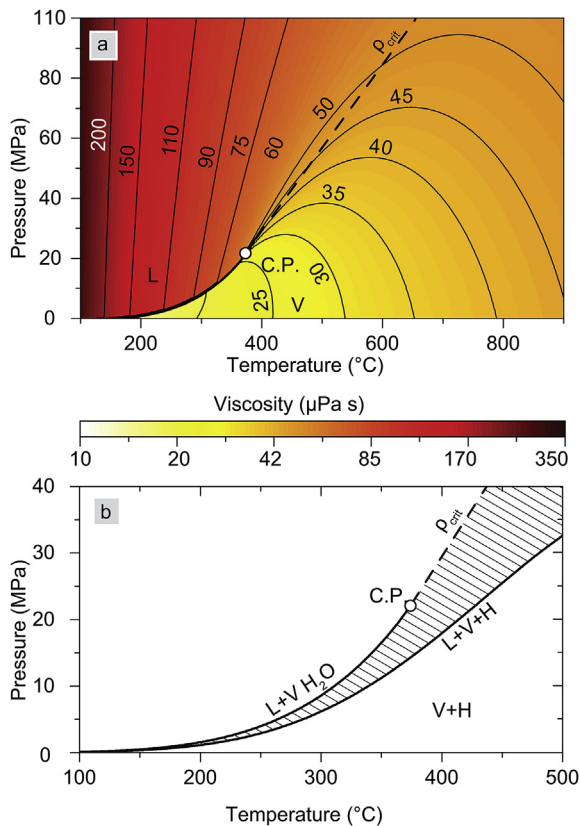 110
a
ρcrit
50
80
45
200
150
110
90
75
60
60
40
40
35
Pressure (MPa)
20
C.P.
30
L
25
V
0
200
400
600
800
Temperature (°C)
Viscosity (µPa s)
10
20
42
85
170
350
40
b
ρcrit
30
C.P.
20
L+V H₂O
L+V+H
Pressure (MPa)
10
V+H
0
100
200
300
400
500
Temperature (°C)